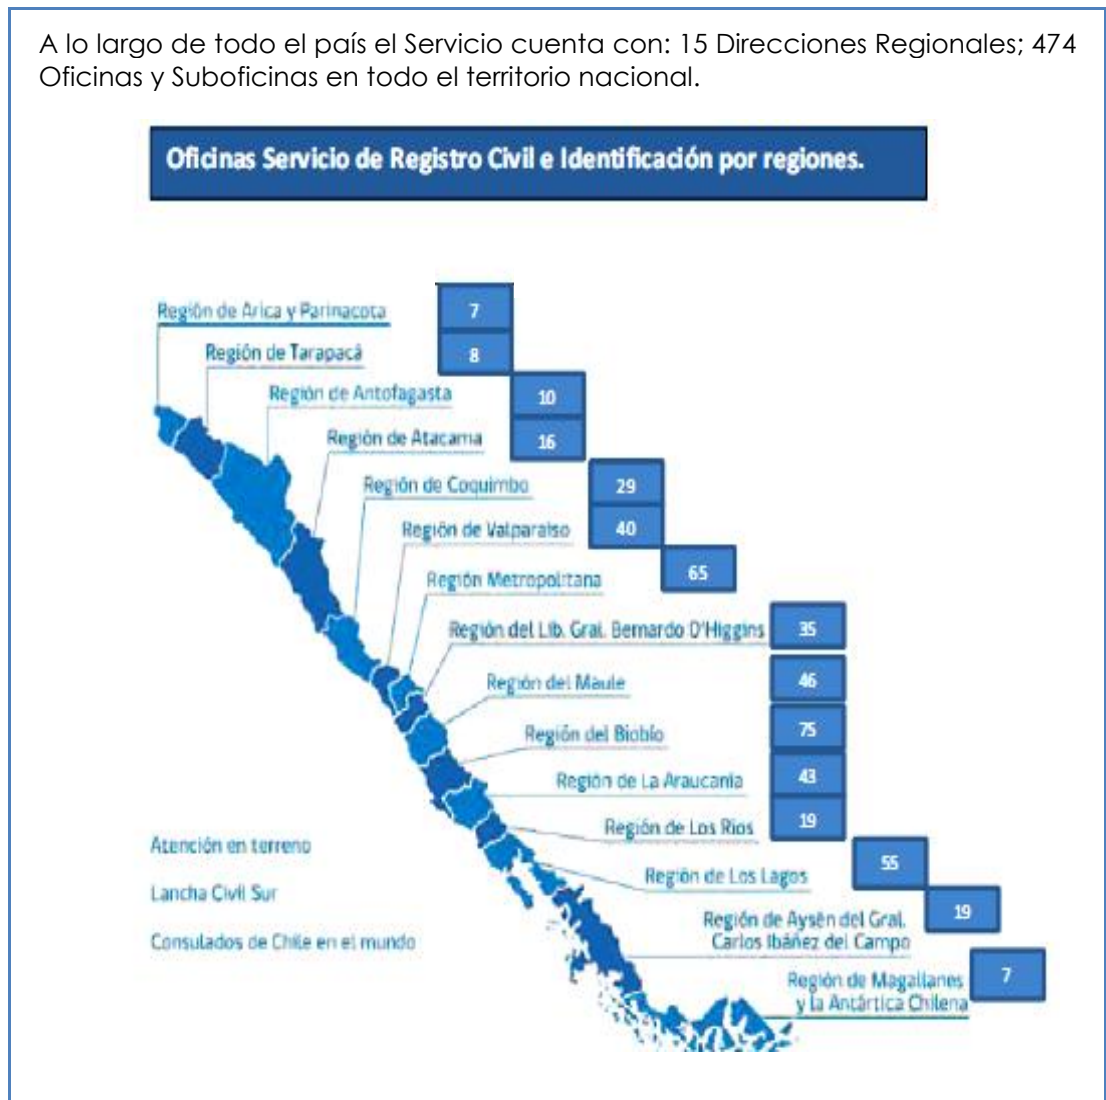 A lo largo de todo el país el Servicio cuenta con: 15 Direcciones Regionales; 474
Oficinas y Suboficinas en todo el territorio nacional.
Oficinas Servicio de Registro Civil e Identificación por regiones.
Región de Arica y Parinacota 7
Región de Tarapacá 8
Región de Antofagasta 10
Región de Atacama 16
Región de Coquimbo 29
Región de Valparaíso 40
Región Metropolitana 65
Región del Lib. Gral. Bernardo O'Higgins 35
Región del Maule 46
Región del Biobío 75
Región de La Araucanía 43
Región de Los Ríos 19
Región de Los Lagos 55
Región de Aysén del Gral.
Carlos Ibáñez del Campo 19
Región de Magallanes
y la Antártica Chilena 7
Atención en terreno
Lancha Civil Sur
Consulados de Chile en el mundo